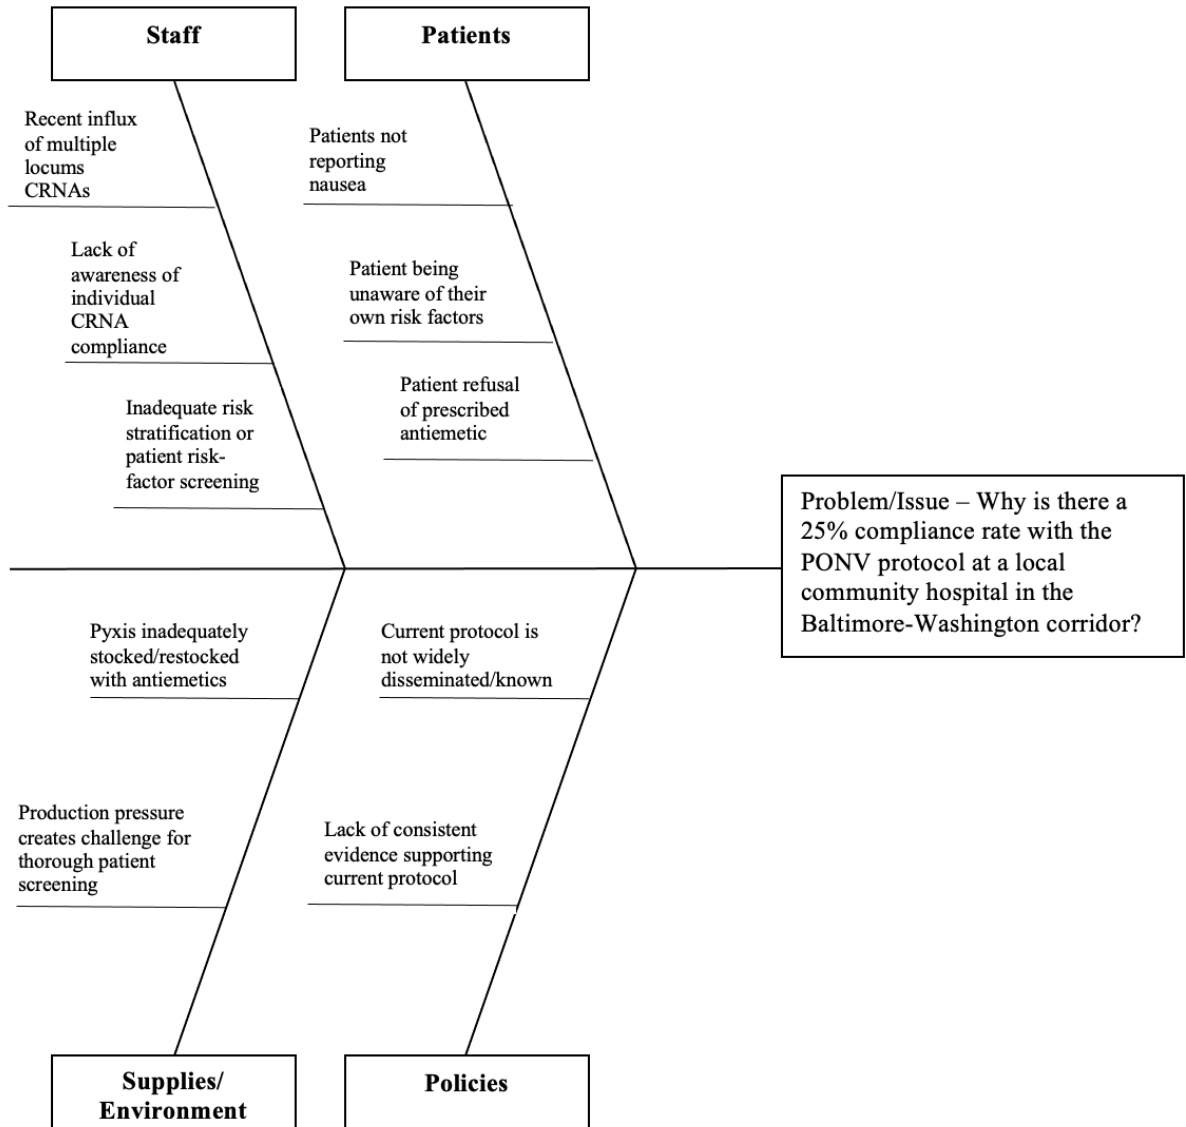 Staff
Patients
Recent influx
of multiple
locums
CRNAs
Patients not
reporting
nausea
Lack of
awareness of
individual
CRNA
compliance
Patient being
unaware of their
own risk factors
Inadequate risk
stratification or
patient risk-
factor screening
Patient refusal
of prescribed
antiemetic
Problem/Issue – Why is there a
25% compliance rate with the
PONV protocol at a local
community hospital in the
Baltimore-Washington corridor?
Pyxis inadequately
stocked/restocked
with antiemetics
Current protocol is
not widely
disseminated/known
Production pressure
creates challenge for
thorough patient
screening
Lack of consistent
evidence supporting
current protocol
Supplies/
Environment
Policies